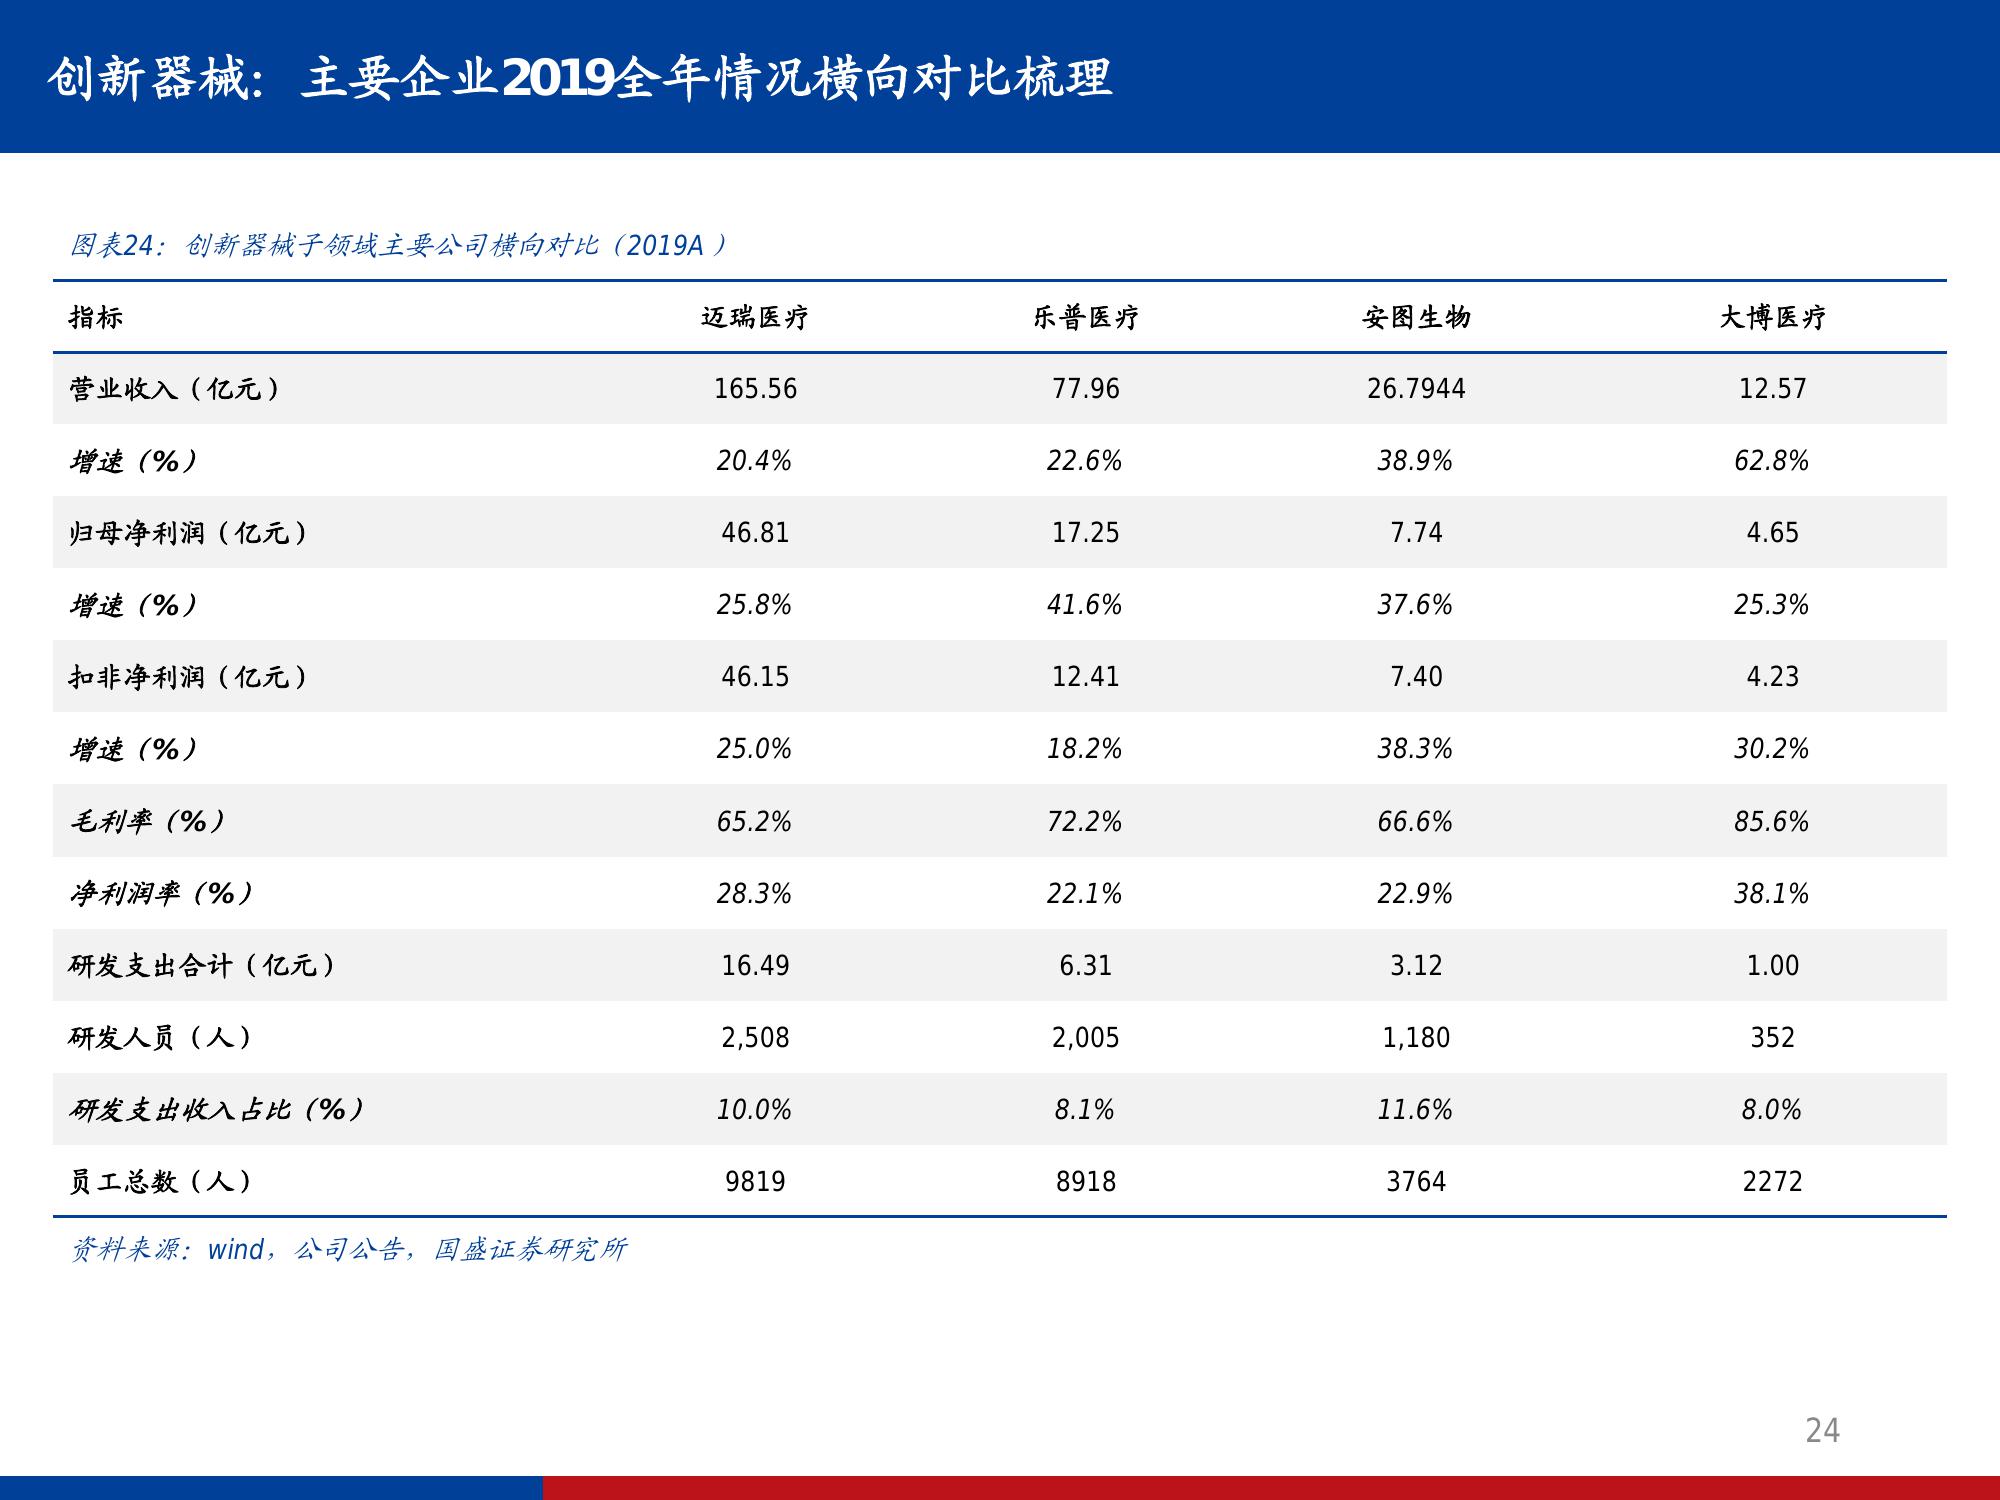 创新器械：主要企业2019全年情况横向对比梳理
图表24：创新器械子领域主要公司横向对比（2019A）
指标 迈瑞医疗 乐普医疗 安图生物 大博医疗
营业收入（亿元） 165.56 77.96 26.7944 12.57
增速（%） 20.4% 22.6% 38.9% 62.8%
归母净利润（亿元） 46.81 17.25 7.74 4.65
增速（%） 25.8% 41.6% 37.6% 25.3%
扣非净利润（亿元） 46.15 12.41 7.40 4.23
增速（%） 25.0% 18.2% 38.3% 30.2%
毛利率（%） 65.2% 72.2% 66.6% 85.6%
净利润率（%） 28.3% 22.1% 22.9% 38.1%
研发支出合计（亿元） 16.49 6.31 3.12 1.00
研发人员（人） 2,508 2,005 1,180 352
研发支出收入占比（%） 10.0% 8.1% 11.6% 8.0%
员工总数（人） 9819 8918 3764 2272
资料来源：wind，公司公告，国盛证券研究所
24